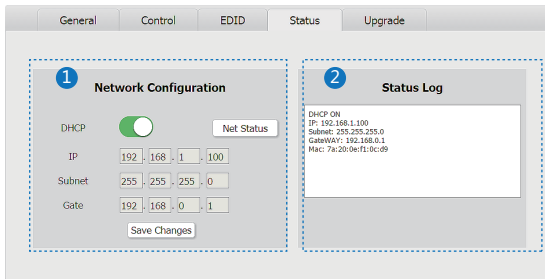 General Control EDID Status Upgrade
1
Network Configuration
DHCP Net Status
IP 192 . 168 . 1 . 100
Subnet 255 . 255 . 255 . 0
Gate 192 . 168 . 0 . 1
Save Changes
2
Status Log
DHCP ON
IP: 192.168.1.100
Subnet: 255.255.255.0
GateWAY: 192.168.0.1
Mac: 7a:20:0e:f1:0c:d9